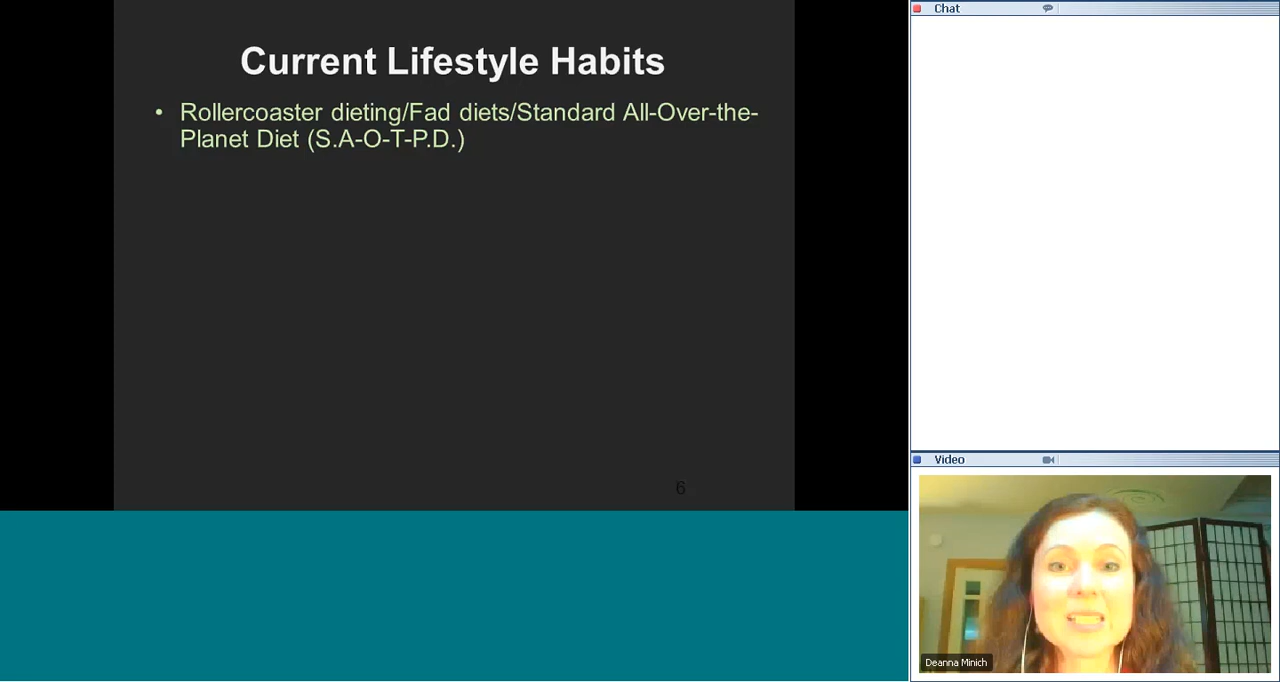 Current Lifestyle Habits
• Rollercoaster dieting/Fad diets/Standard All-Over-the-
Planet Diet (S.A-O-T-P.D.)
6
Chat
Video
Deanna Minich